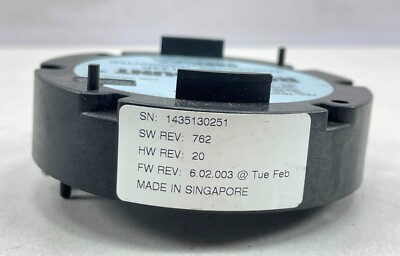 SN: 1435130251
SW REV: 762
HW REV: 20
FW REV: 6.02.003 @ Tue Feb
MADE IN SINGAPORE